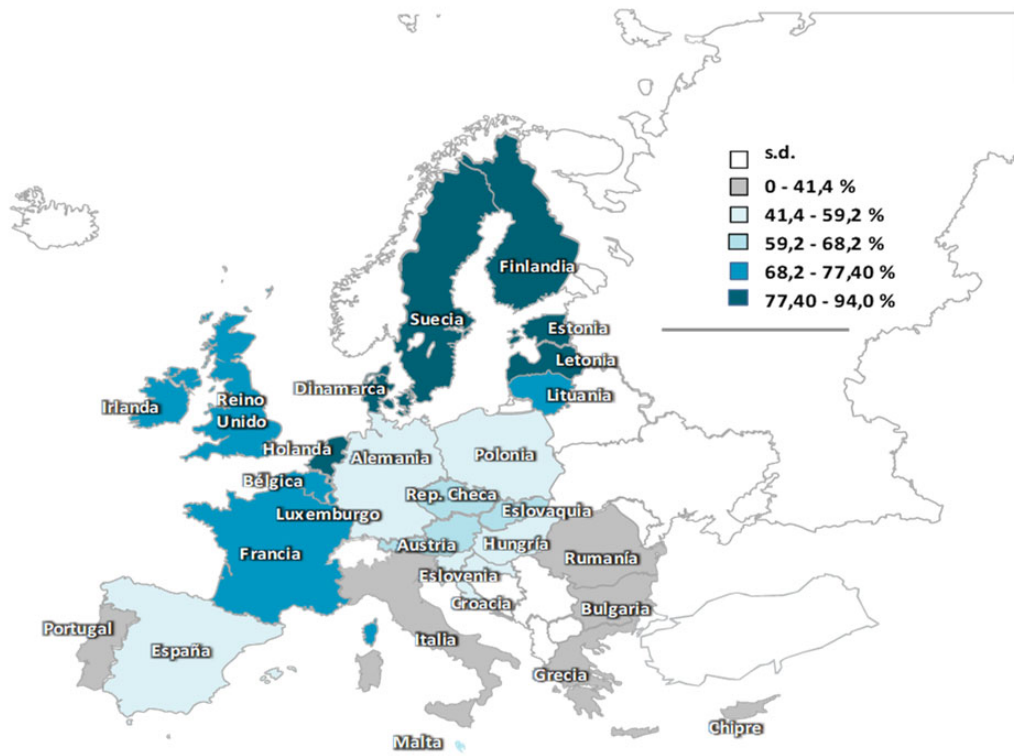 s.d.
0 - 41,4 %
41,4 - 59,2 %
59,2 - 68,2 %
68,2 - 77,40 %
77,40 - 94,0 %
Finlandia
Suecia
Estonia
Letonia
Dinamarca
Lituanía
Irlanda
Reino
Unido
Holanda
Alemania
Polonia
Bélgica
Rep. Checa
Luxemburgo
Eslovaquia
Francia
Austria
Hungría
Rumanía
Eslovenia
Croacia
Bulgaria
Portugal
España
Italia
Grecia
Chipre
Malta